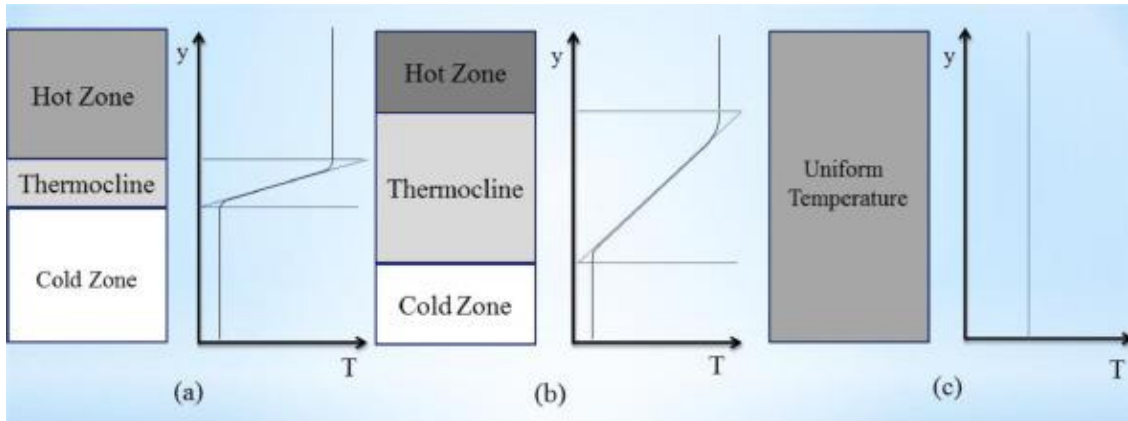 Hot Zone
Thermocline
Cold Zone
y
T
(a)
Hot Zone
Thermocline
Cold Zone
y
T
(b)
Uniform
Temperature
y
T
(c)